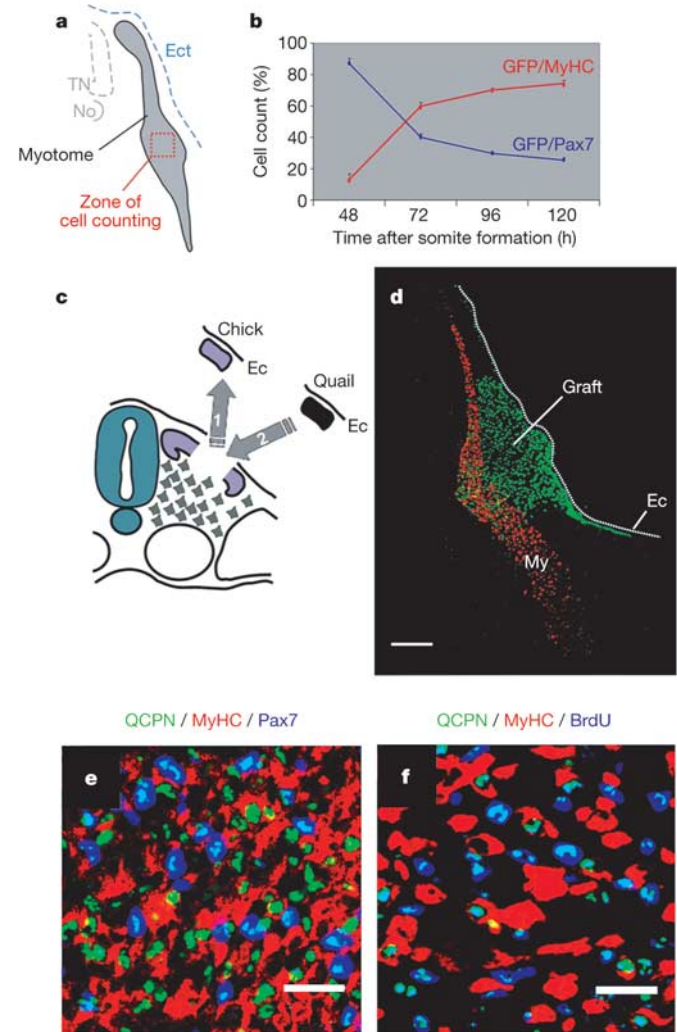 a
Ect
TN
No
Myotome
Zone of
cell counting
b
Cell count (%)
100
80
60
40
20
0
GFP/MyHC
GFP/Pax7
48
72
96
120
Time after somite formation (h)
c
Chick
Ec
Quail
Ec
1
2
d
Graft
Ec
My
QCPN / MyHC / Pax7
e
QCPN / MyHC / BrdU
f